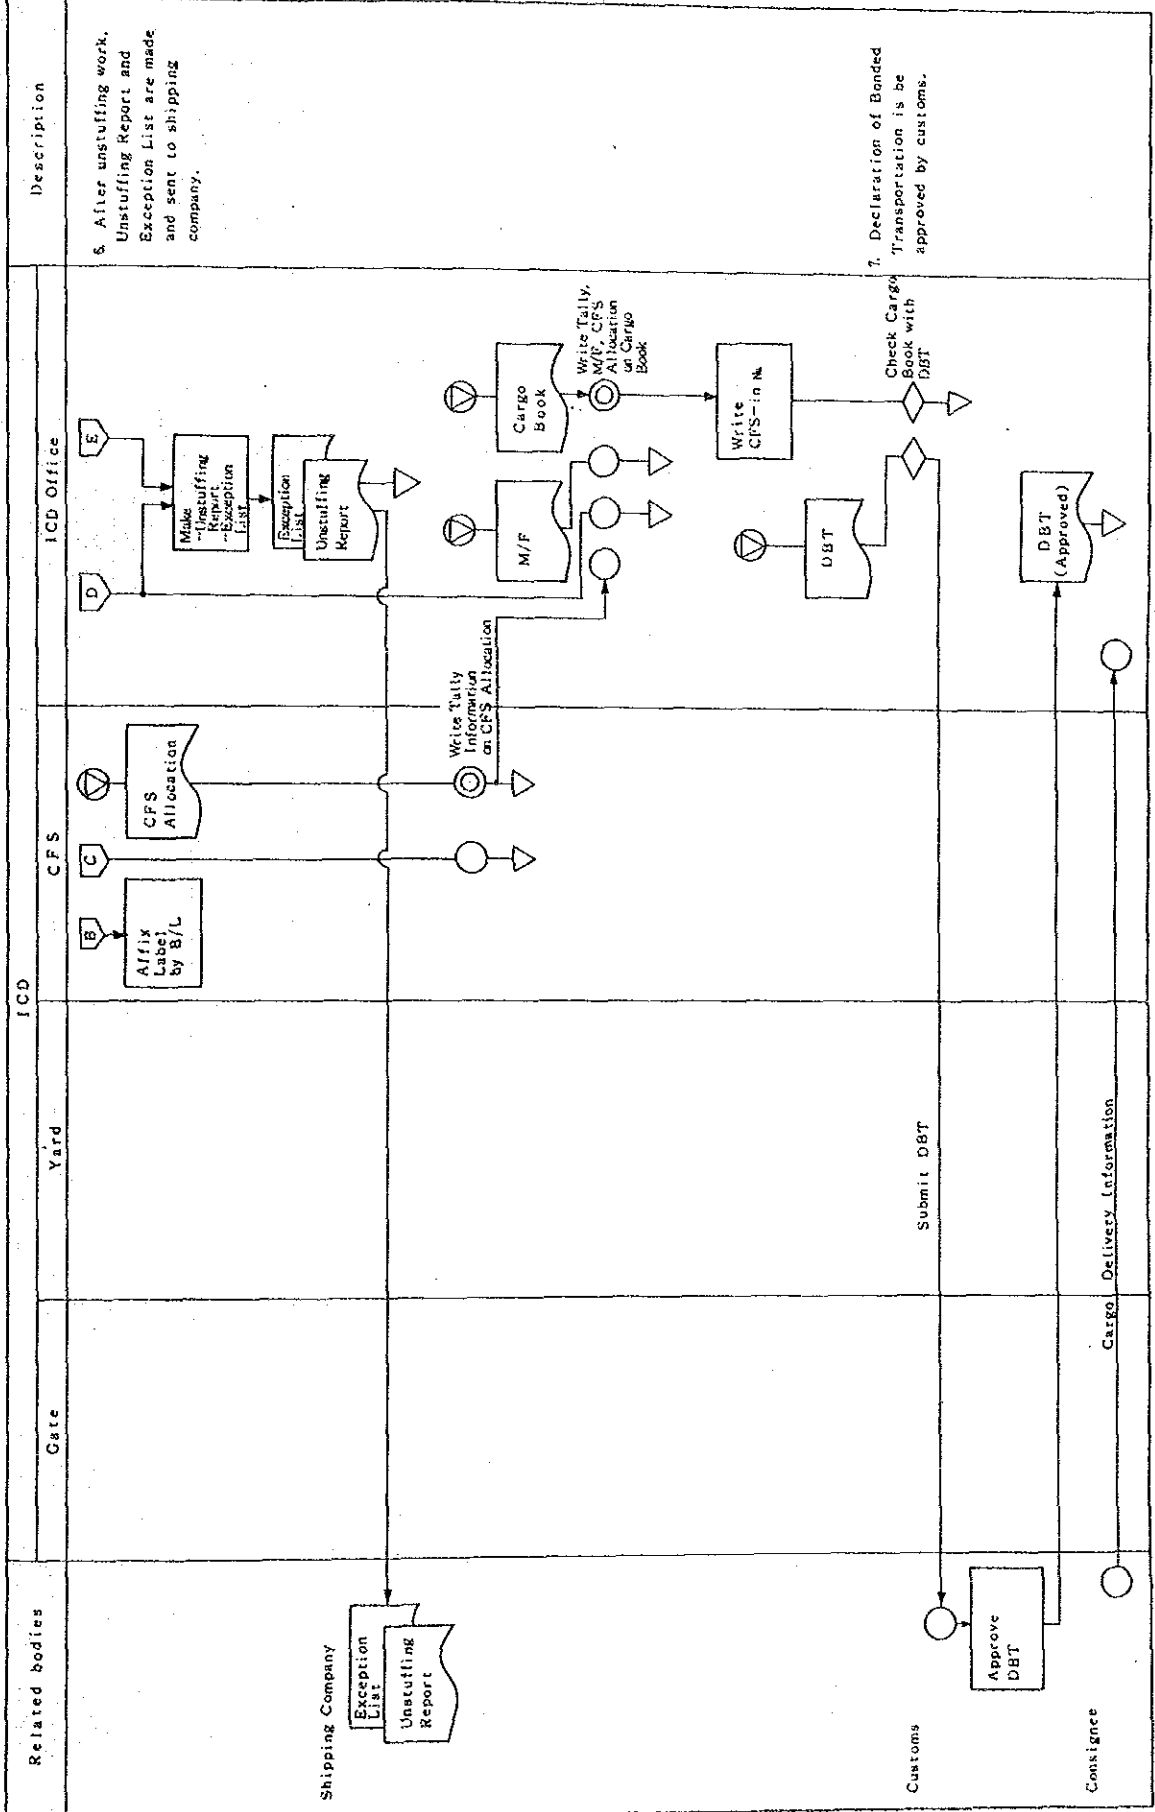 Related bodies
ICD
Gate
Yard
CFS
ICD Office
Description
B
C
D
E
Affix
Label
by B/L
CFS
Allocation
Make
-Unstuffing
Report
-Exception
List
Exception
List
Unstuffing
Report
6. After unstuffing work,
Unstuffing Report and
Exception List are made
and sent to shipping
company.
Shipping Company
Exception
List
Unstuffing
Report
Write Tally
Information
on CFS Allocation
M/F
Cargo
Book
Write Tally,
M/F, CFS
Allocation
on Cargo
Book
Write
CFS-in №
DBT
Check Cargo
Book with
DBT
7. Declaration of Bonded
Transportation is be
approved by customs.
Customs
Submit DBT
Approve
DBT
DBT
(Approved)
Consignee
Cargo Delivery Information